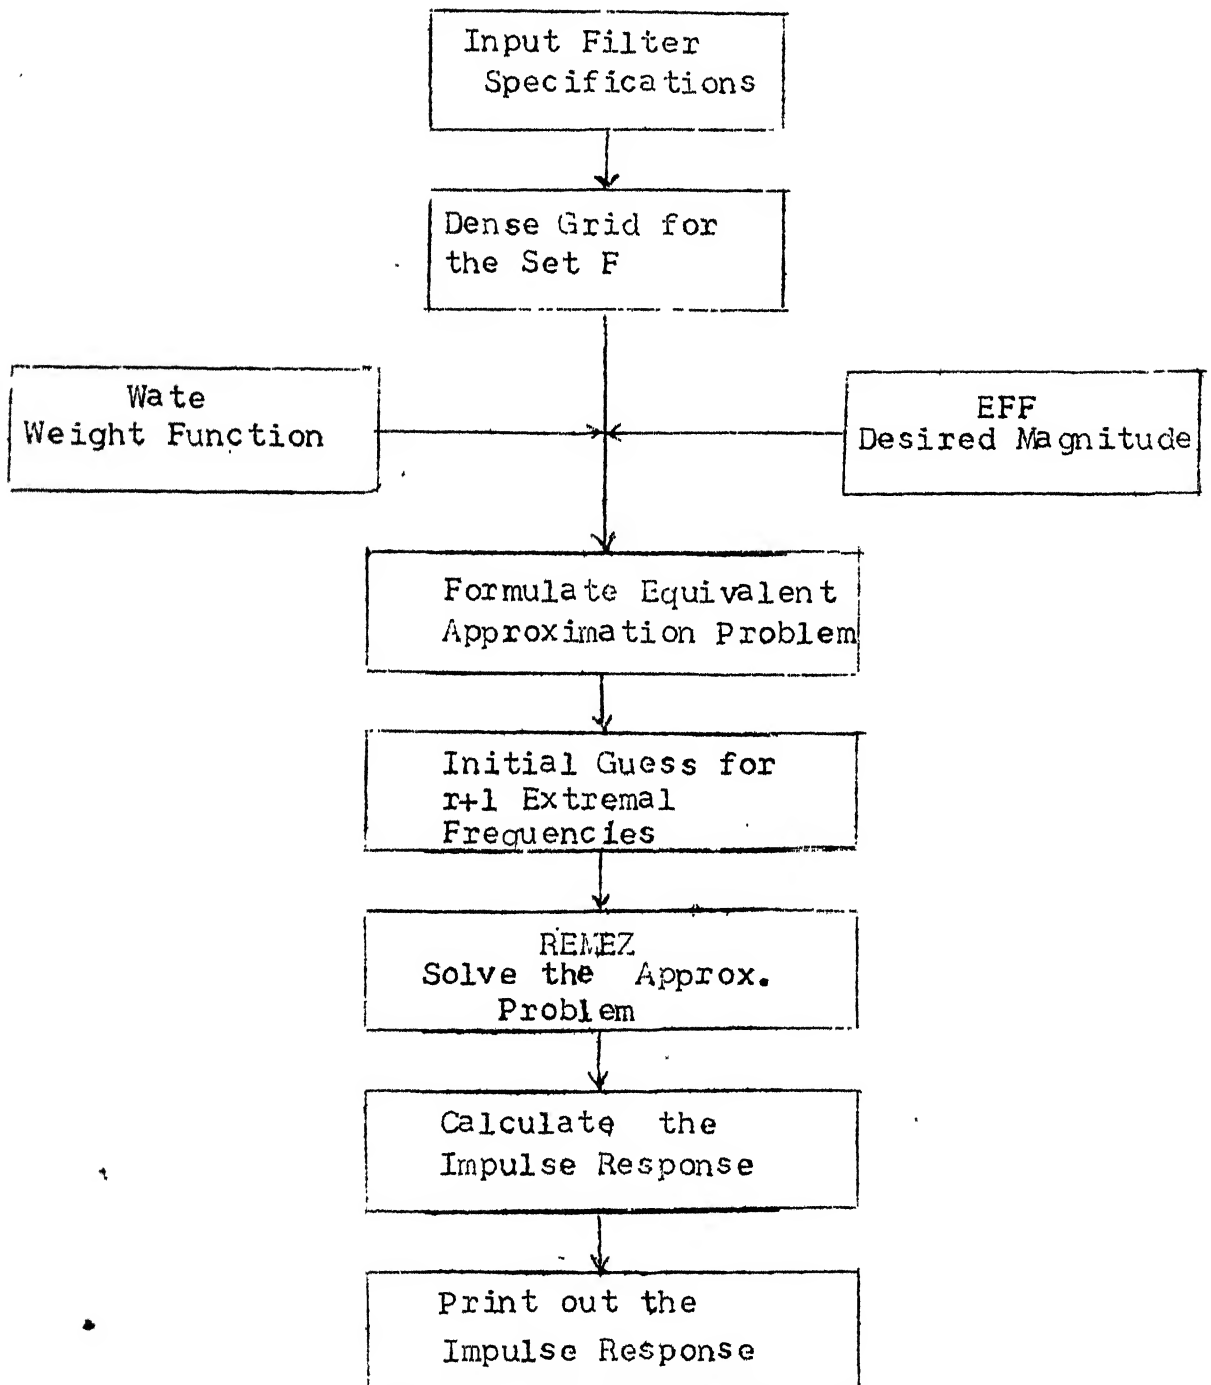 Input Filter
Specifications
Dense Grid for
the Set F
Wate
Weight Function
EFF
Desired Magnitude
Formulate Equivalent
Approximation Problem
Initial Guess for
r+1 Extremal
Frequencies
REMEZ
Solve the Approx.
Problem
Calculate the
Impulse Response
Print out the
Impulse Response